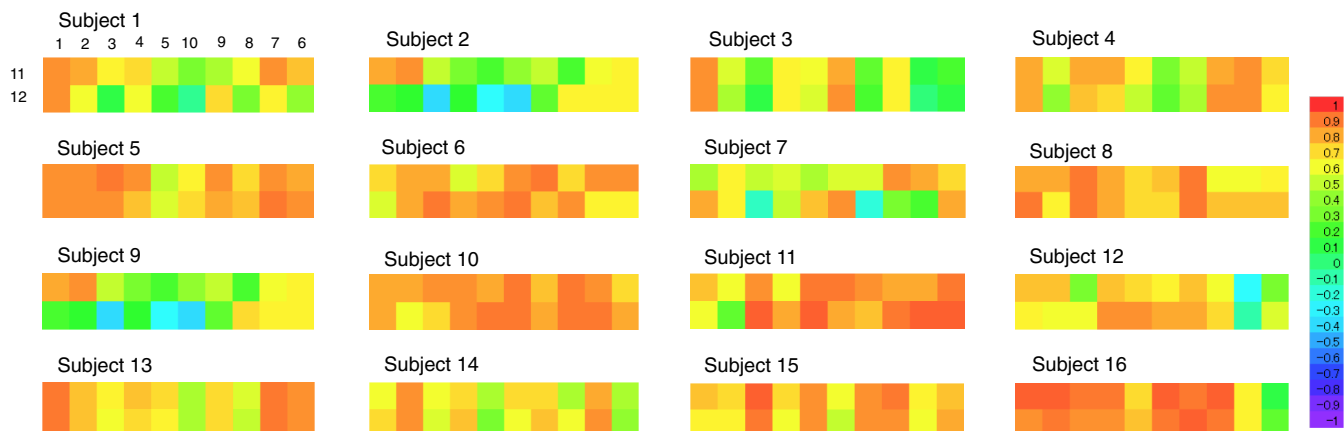 Subject 1
1 2 3 4 5 10 9 8 7 6
11
12
Subject 2
Subject 3
Subject 4
Subject 5
Subject 6
Subject 7
Subject 8
Subject 9
Subject 10
Subject 11
Subject 12
Subject 13
Subject 14
Subject 15
Subject 16
1
0.9
0.8
0.7
0.6
0.5
0.4
0.3
0.2
0.1
0
-0.1
-0.2
-0.3
-0.4
-0.5
-0.6
-0.7
-0.8
-0.9
-1